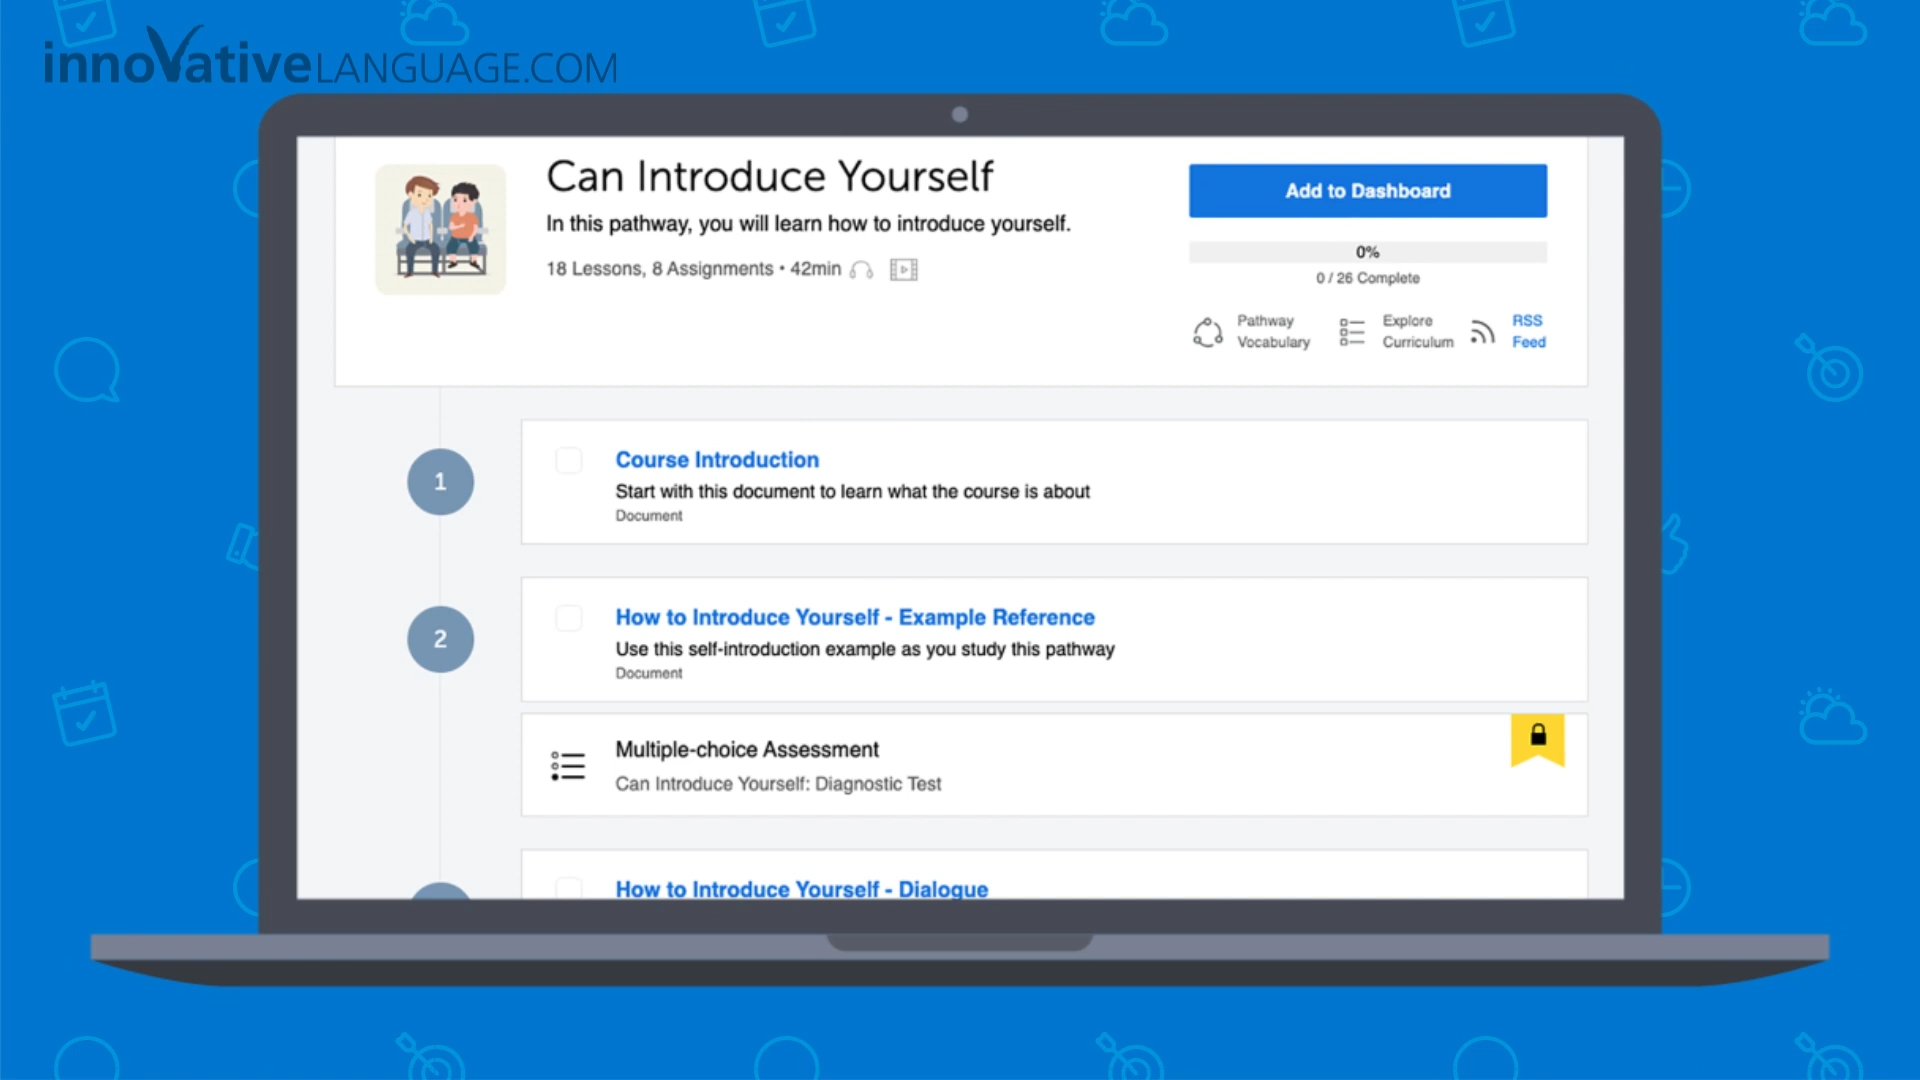 innovativeLANGUAGE.COM
Can Introduce Yourself
In this pathway, you will learn how to introduce yourself.
18 Lessons, 8 Assignments • 42min
Add to Dashboard
0%
0 / 26 Complete
Pathway
Vocabulary
Explore
Curriculum
RSS
Feed
1
Course Introduction
Start with this document to learn what the course is about
Document
2
How to Introduce Yourself - Example Reference
Use this self-introduction example as you study this pathway
Document
Multiple-choice Assessment
Can Introduce Yourself: Diagnostic Test
How to Introduce Yourself - Dialogue